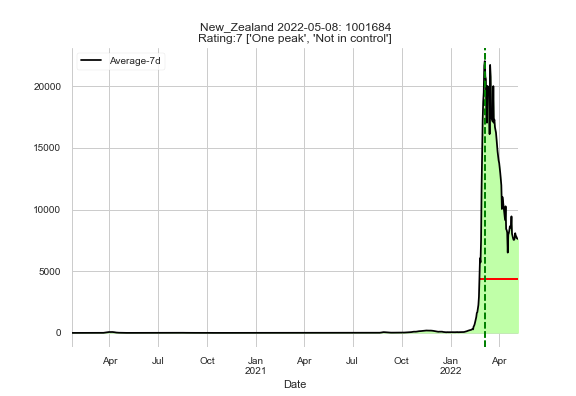 New_Zealand 2022-05-08: 1001684
Rating:7 ['One peak', 'Not in control']
Average-7d
20000
15000
10000
5000
0
Apr Jul Oct Jan Apr Jul Oct Jan Apr
2021 2022
Date